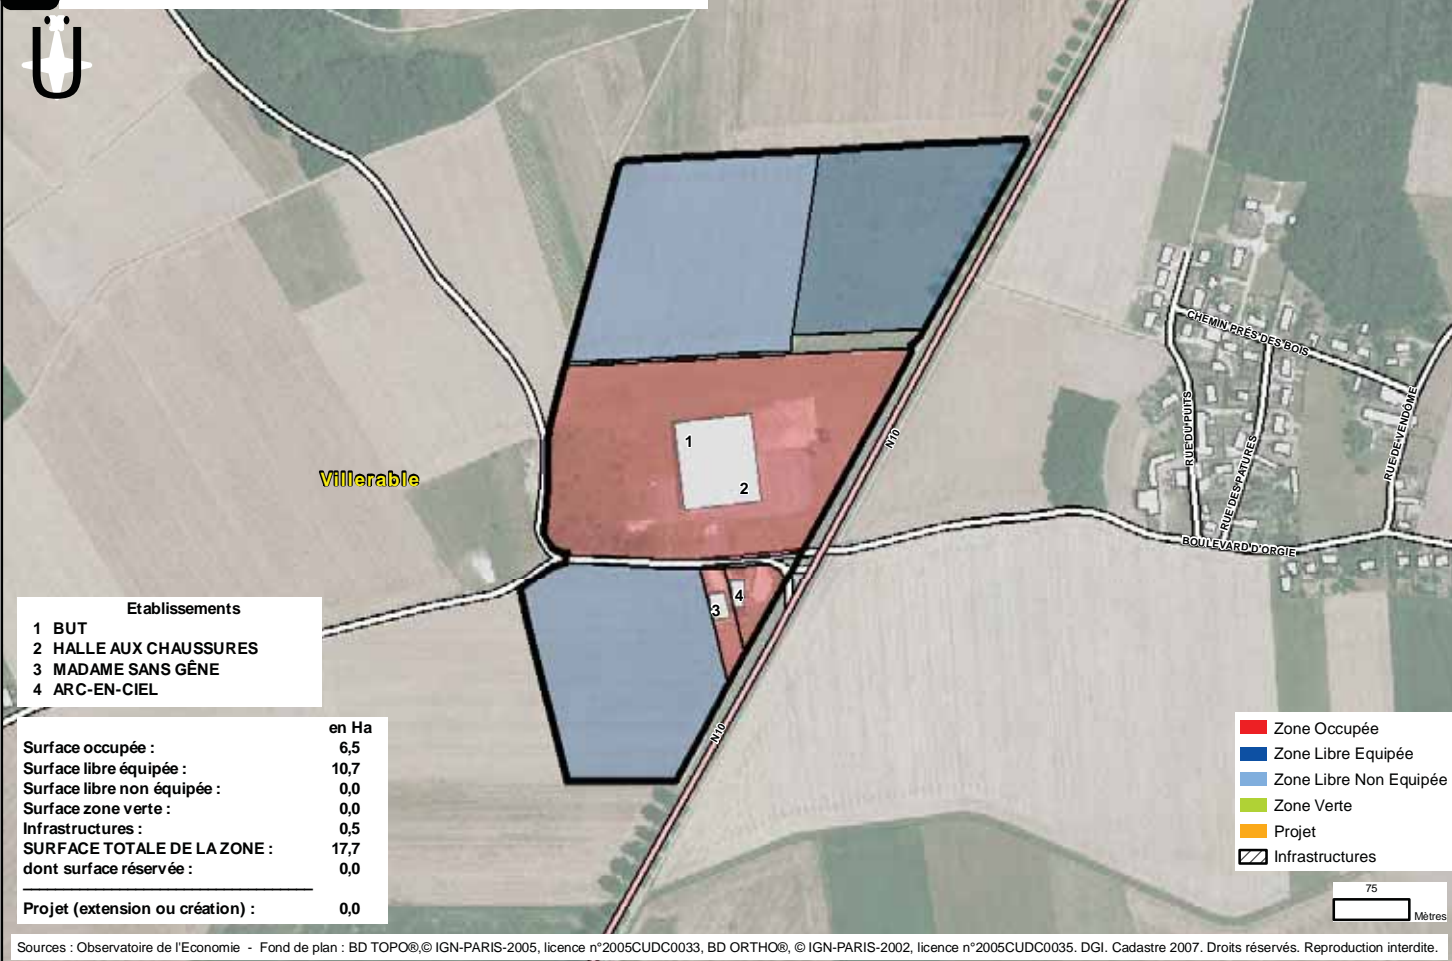 CHEMIN PRÉS DES BOIS
RUE DU PUITS
RUE DES PATURES
RUE DE VENDÔME
BOULEVARD D'ORGIE
N10
N10
Villerable
1
2
3
4
Etablissements
1 BUT
2 HALLE AUX CHAUSSURES
3 MADAME SANS GÊNE
4 ARC-EN-CIEL
en Ha
Surface occupée : 6,5
Surface libre équipée : 10,7
Surface libre non équipée : 0,0
Surface zone verte : 0,0
Infrastructures : 0,5
SURFACE TOTALE DE LA ZONE : 17,7
dont surface réservée : 0,0
Projet (extension ou création) : 0,0
Zone Occupée
Zone Libre Equipée
Zone Libre Non Equipée
Zone Verte
Projet
Infrastructures
75
Mètres
Sources : Observatoire de l'Economie - Fond de plan : BD TOPO®,© IGN-PARIS-2005, licence n°2005CUDC0033, BD ORTHO®, © IGN-PARIS-2002, licence n°2005CUDC0035. DGI. Cadastre 2007. Droits réservés. Reproduction interdite.